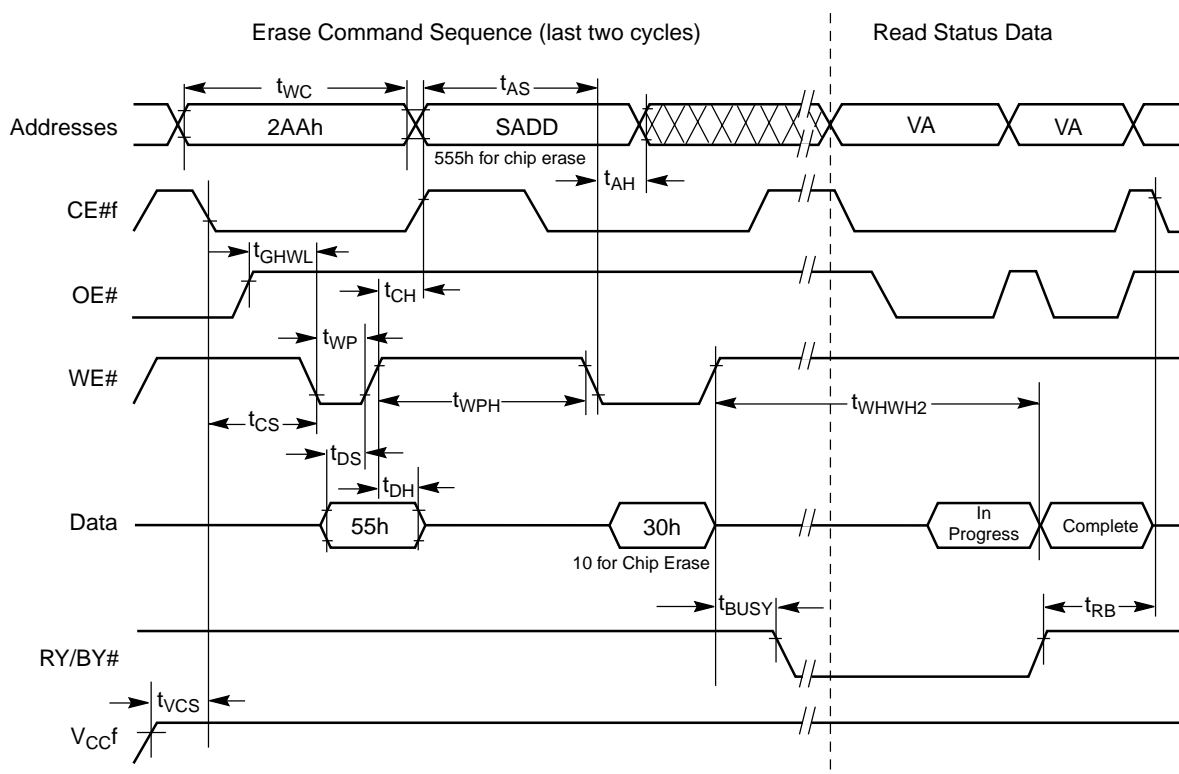 Erase Command Sequence (last two cycles)
Read Status Data
tWC
tAS
Addresses
2AAh
SADD
VA
VA
555h for chip erase
tAH
CE#f
tGHWL
OE#
tCH
tWP
WE#
tWPH
tWHWH2
tCS
tDS
tDH
Data
55h
30h
In
Progress
Complete
10 for Chip Erase
tBUSY
tRB
RY/BY#
tVCS
VCCf